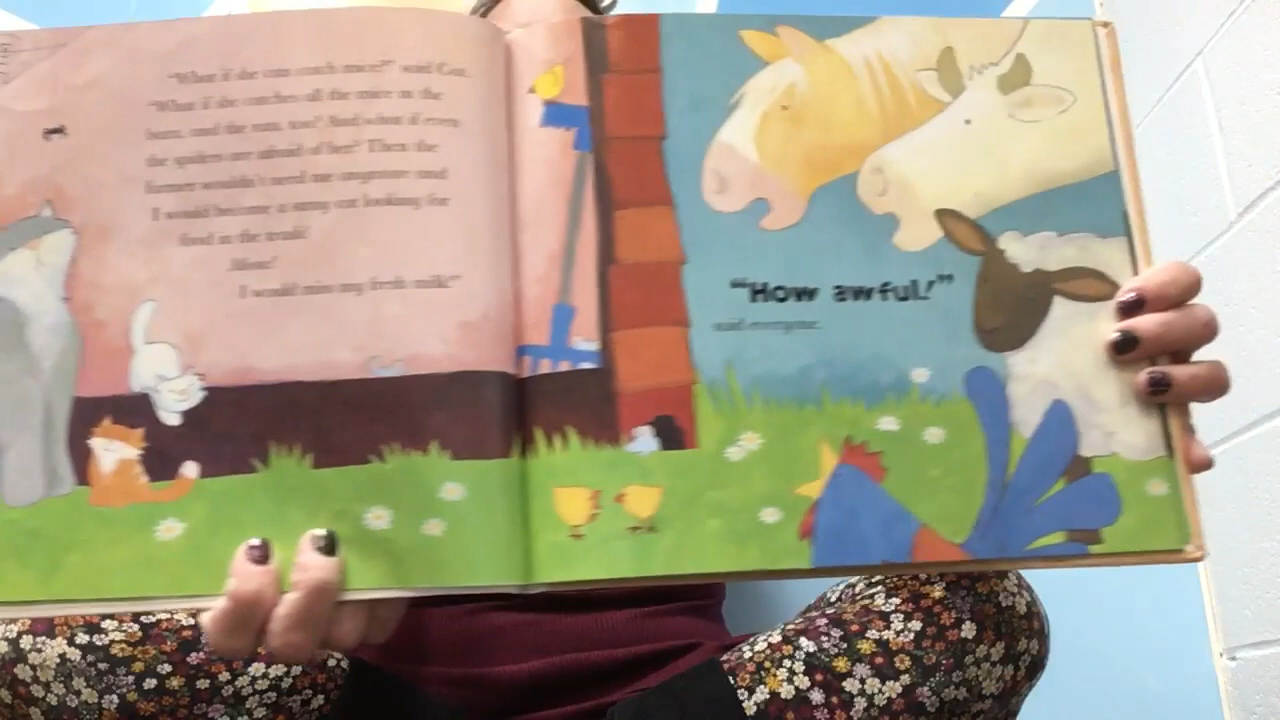 "What if she can catch mice?" said Cat.
"What if she catches all the mice in the
barn, and the rats, too? And what if even
the spiders are afraid of her? Then the
farmer wouldn't need me anymore and
I would become a stray cat looking for
food in the trash!
Miow!
I would miss my fresh milk!"
"How awful!"
said everyone.